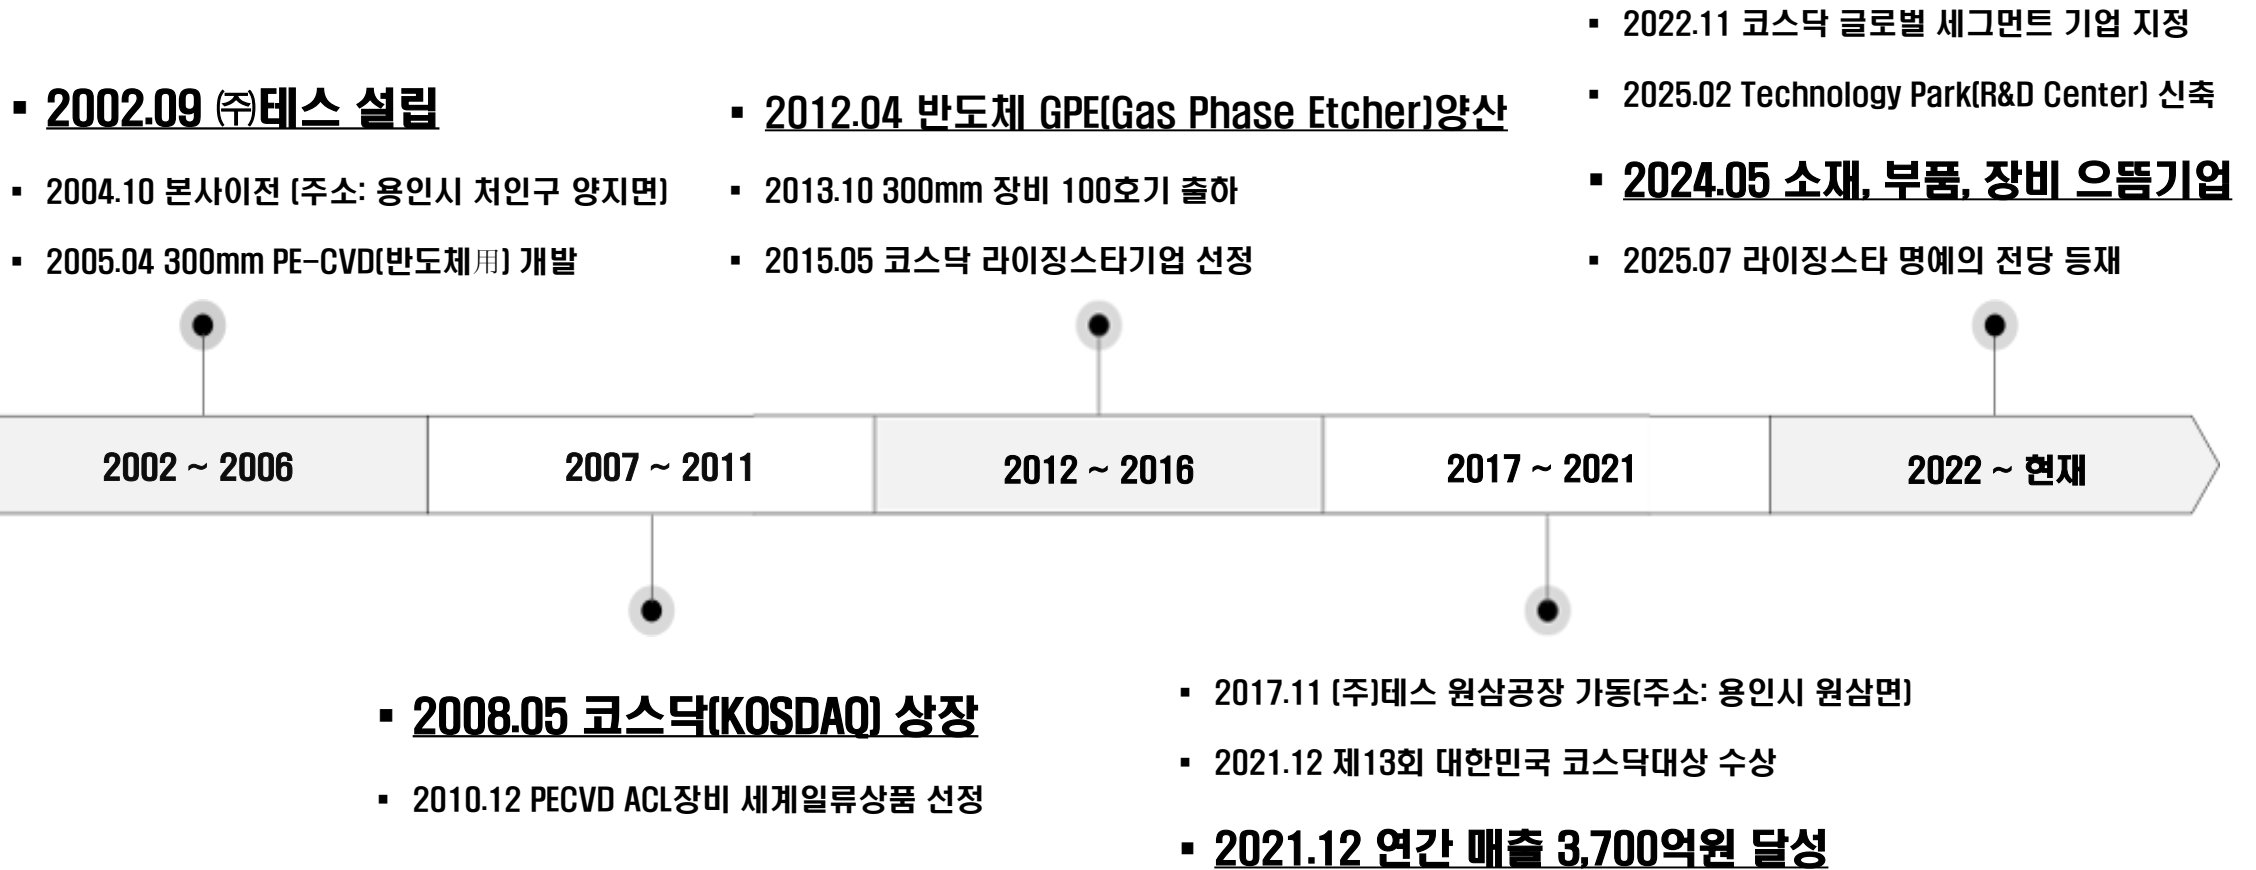 ▪ 2002.09 ㈜테스 설립
▪ 2004.10 본사이전 (주소: 용인시 처인구 양지면)
▪ 2005.04 300mm PE-CVD(반도체用) 개발
▪ 2012.04 반도체 GPE(Gas Phase Etcher)양산
▪ 2013.10 300mm 장비 100호기 출하
▪ 2015.05 코스닥 라이징스타기업 선정
▪ 2022.11 코스닥 글로벌 세그먼트 기업 지정
▪ 2025.02 Technology Park(R&D Center) 신축
▪ 2024.05 소재, 부품, 장비 으뜸기업
▪ 2025.07 라이징스타 명예의 전당 등재
2002 ~ 2006
2007 ~ 2011
2012 ~ 2016
2017 ~ 2021
2022 ~ 현재
▪ 2008.05 코스닥(KOSDAQ) 상장
▪ 2010.12 PECVD ACL장비 세계일류상품 선정
▪ 2017.11 (주)테스 원삼공장 가동(주소: 용인시 원삼면)
▪ 2021.12 제13회 대한민국 코스닥대상 수상
▪ 2021.12 연간 매출 3,700억원 달성